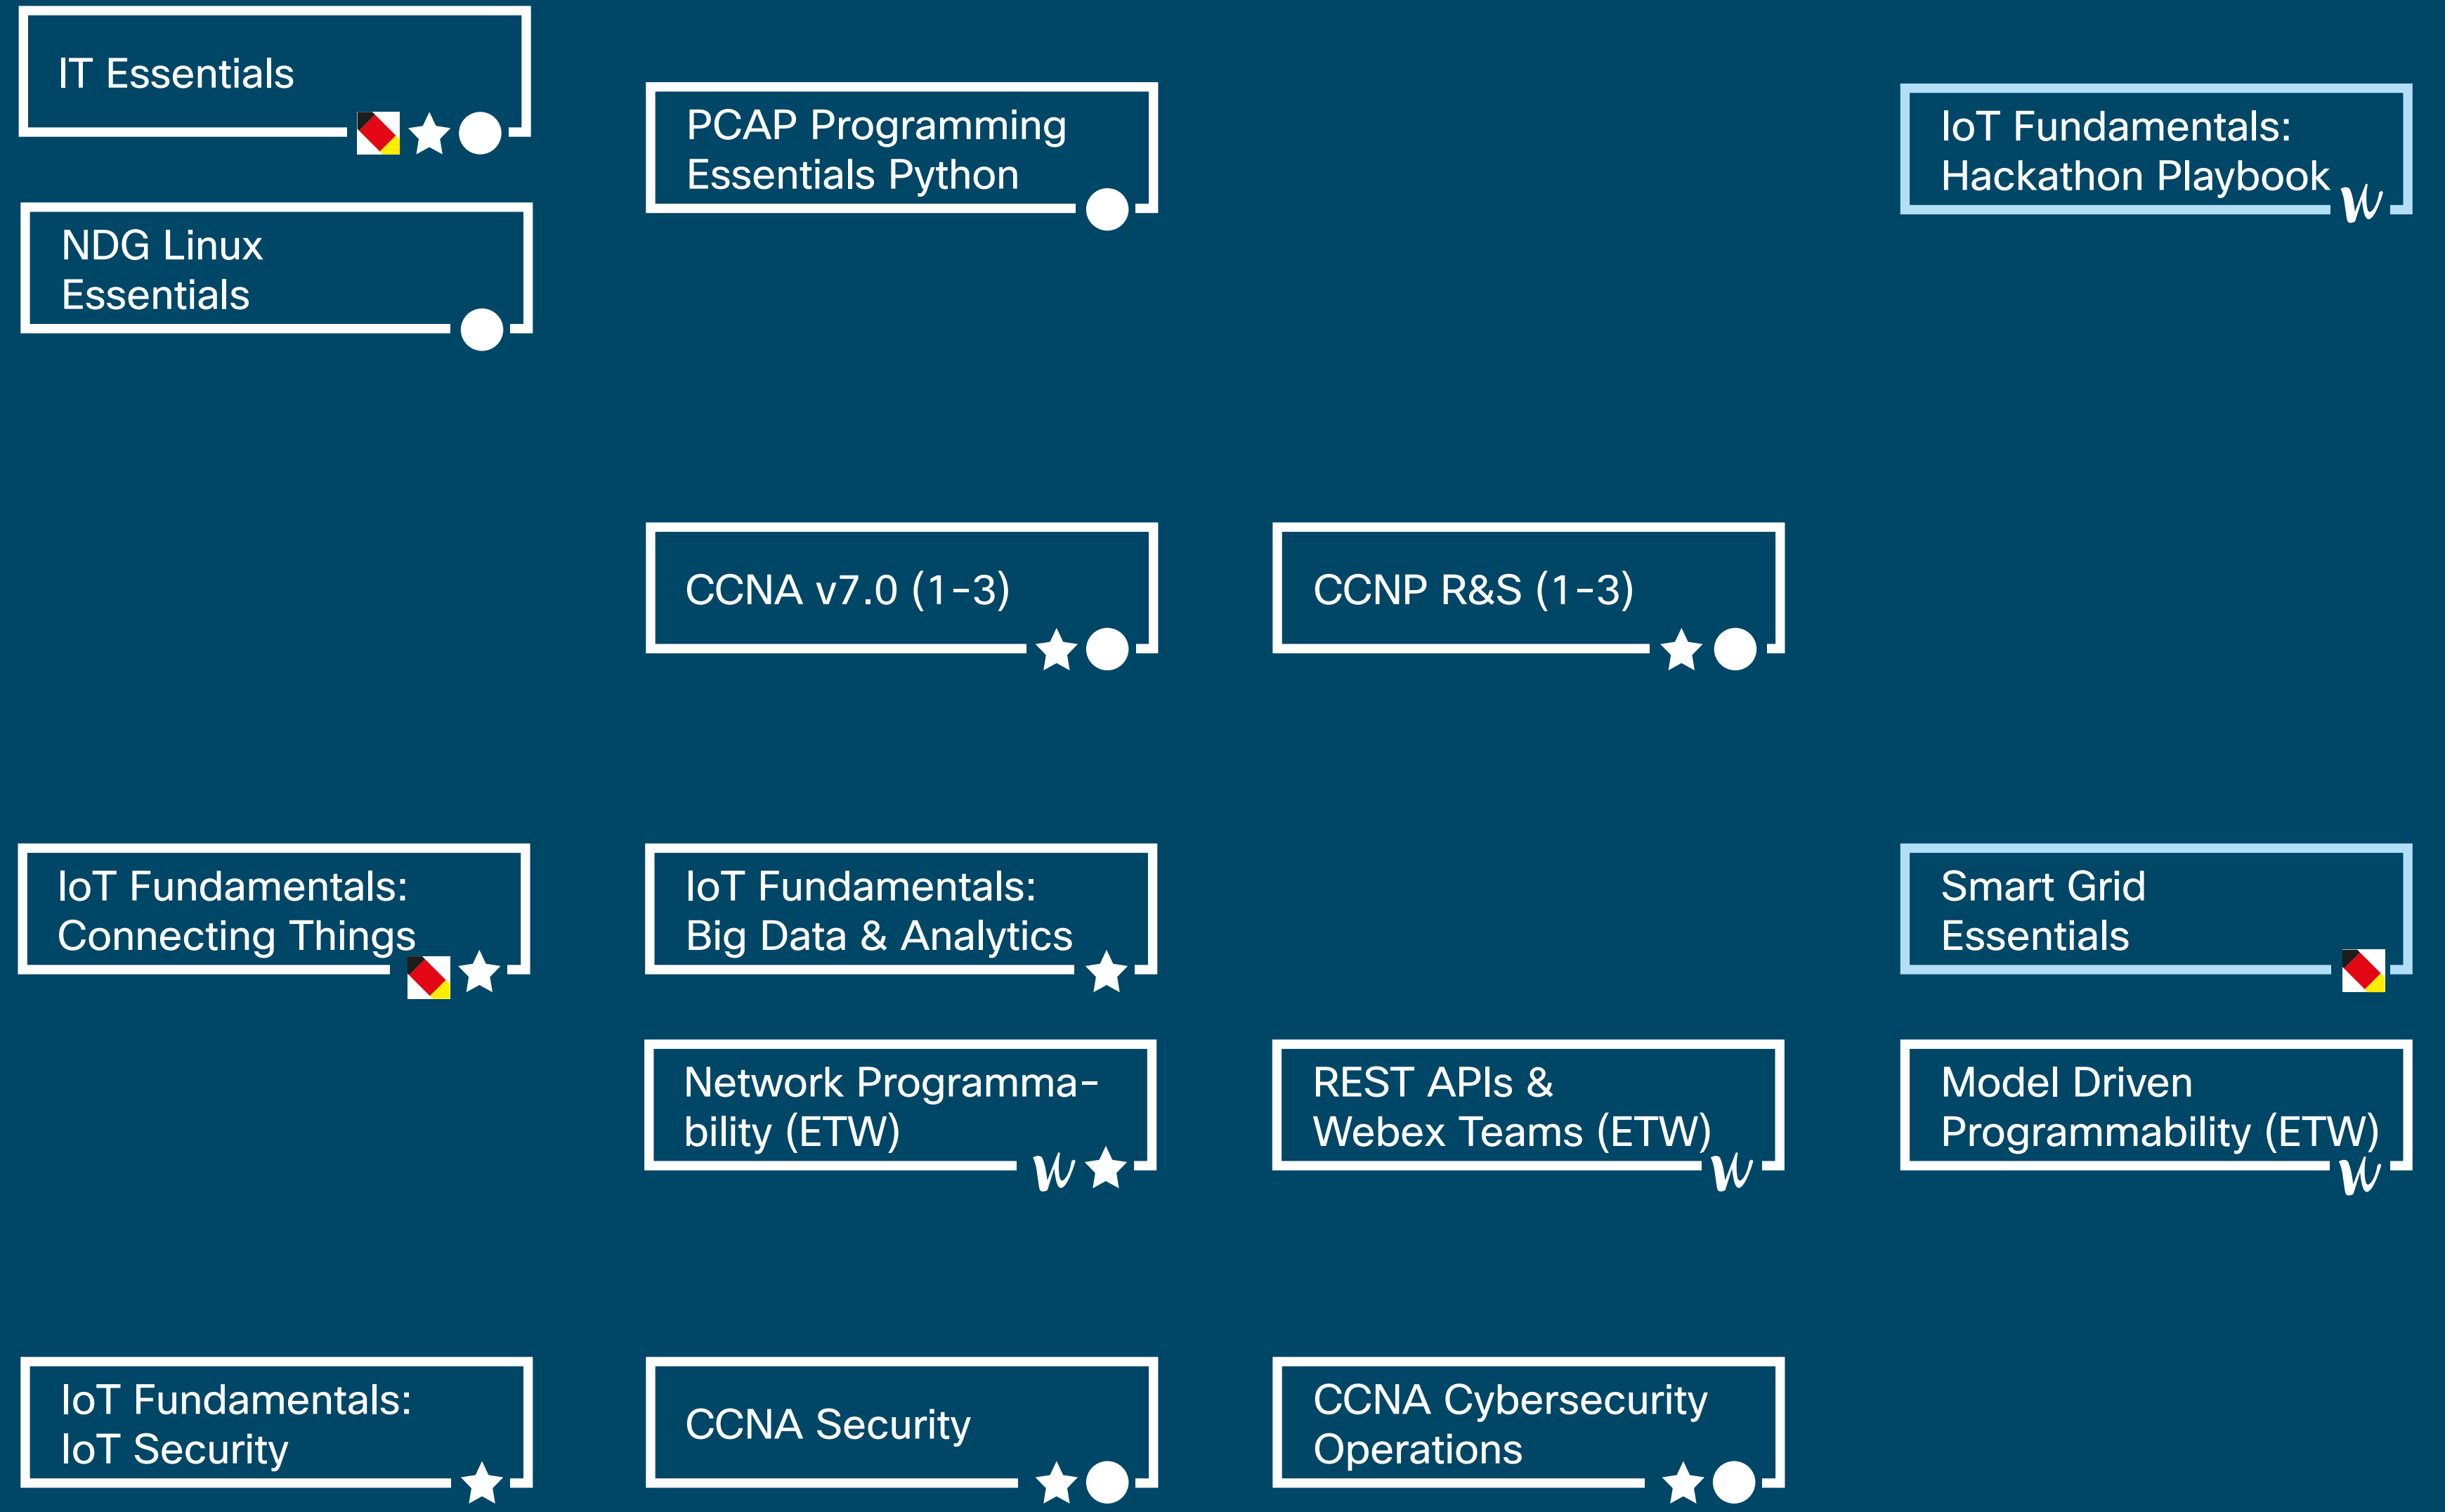 IT Essentials
PCAP Programming
Essentials Python
IoT Fundamentals:
Hackathon Playbook
w
NDG Linux
Essentials
CCNA v7.0 (1-3)
CCNP R&S (1-3)
IoT Fundamentals:
Connecting Things
IoT Fundamentals:
Big Data & Analytics
Smart Grid
Essentials
Network Programma-
bility (ETW)
w
REST APIs &
Webex Teams (ETW)
w
Model Driven
Programmability (ETW)
w
IoT Fundamentals:
IoT Security
CCNA Security
CCNA Cybersecurity
Operations